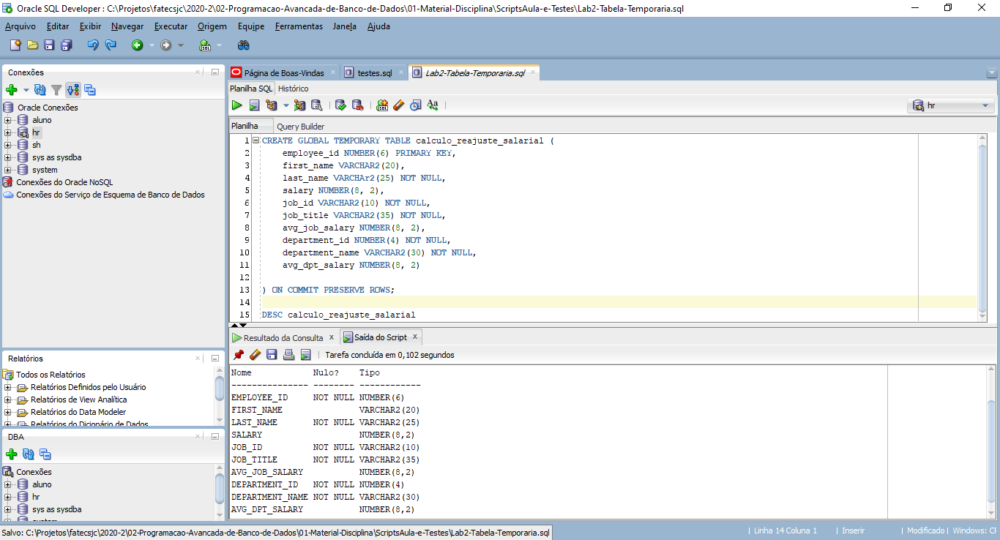 Oracle SQL Developer : C:\Projetos\fatecsjc\2020-2\02-Programacao-Avancada-de-Banco-de-Dados\01-Material-Disciplina\ScriptsAula-e-Testes\Lab2-Tabela-Temporaria.sql
Arquivo Editar Exibir Navegar Executar Origem Equipe Ferramentas Janela Ajuda
Conexões
Oracle Conexões
aluno
hr
sh
sys as sysdba
system
Conexões do Oracle NoSQL
Conexões do Serviço de Esquema de Banco de Dados
Relatórios
Todos os Relatórios
Relatórios Definidos pelo Usuário
Relatórios de View Analítica
Relatórios do Data Modeler
Relatórios do Dicionário de Dados
DBA
Conexões
aluno
hr
sys as sysdba
system
Página de Boas-Vindas testes.sql Lab2-Tabela-Temporaria.sql
Planilha SQL Histórico
hr
Planilha Query Builder
1 CREATE GLOBAL TEMPORARY TABLE calculo_reajuste_salarial (
2 employee_id NUMBER(6) PRIMARY KEY,
3 first_name VARCHAR2(20),
4 last_name VARCHAr2(25) NOT NULL,
5 salary NUMBER(8, 2),
6 job_id VARCHAR2(10) NOT NULL,
7 job_title VARCHAR2(35) NOT NULL,
8 avg_job_salary NUMBER(8, 2),
9 department_id NUMBER(4) NOT NULL,
10 department_name VARCHAR2(30) NOT NULL,
11 avg_dpt_salary NUMBER(8, 2)
12
13 ) ON COMMIT PRESERVE ROWS;
14
15 DESC calculo_reajuste_salarial
Resultado da Consulta Saída do Script
Tarefa concluída em 0,102 segundos
Nome Nulo? Tipo
--------------- -------- ------------
EMPLOYEE_ID NOT NULL NUMBER(6)
FIRST_NAME VARCHAR2(20)
LAST_NAME NOT NULL VARCHAR2(25)
SALARY NUMBER(8,2)
JOB_ID NOT NULL VARCHAR2(10)
JOB_TITLE NOT NULL VARCHAR2(35)
AVG_JOB_SALARY NUMBER(8,2)
DEPARTMENT_ID NOT NULL NUMBER(4)
DEPARTMENT_NAME NOT NULL VARCHAR2(30)
AVG_DPT_SALARY NUMBER(8,2)
Salvo: C:\Projetos\fatecsjc\2020-2\02-Programacao-Avancada-de-Banco-de-Dados\01-Material-Disciplina\ScriptsAula-e-Testes\Lab2-Tabela-Temporaria.sql
| Linha 14 Coluna 1 | Inserir | Modificado | Windows: CR